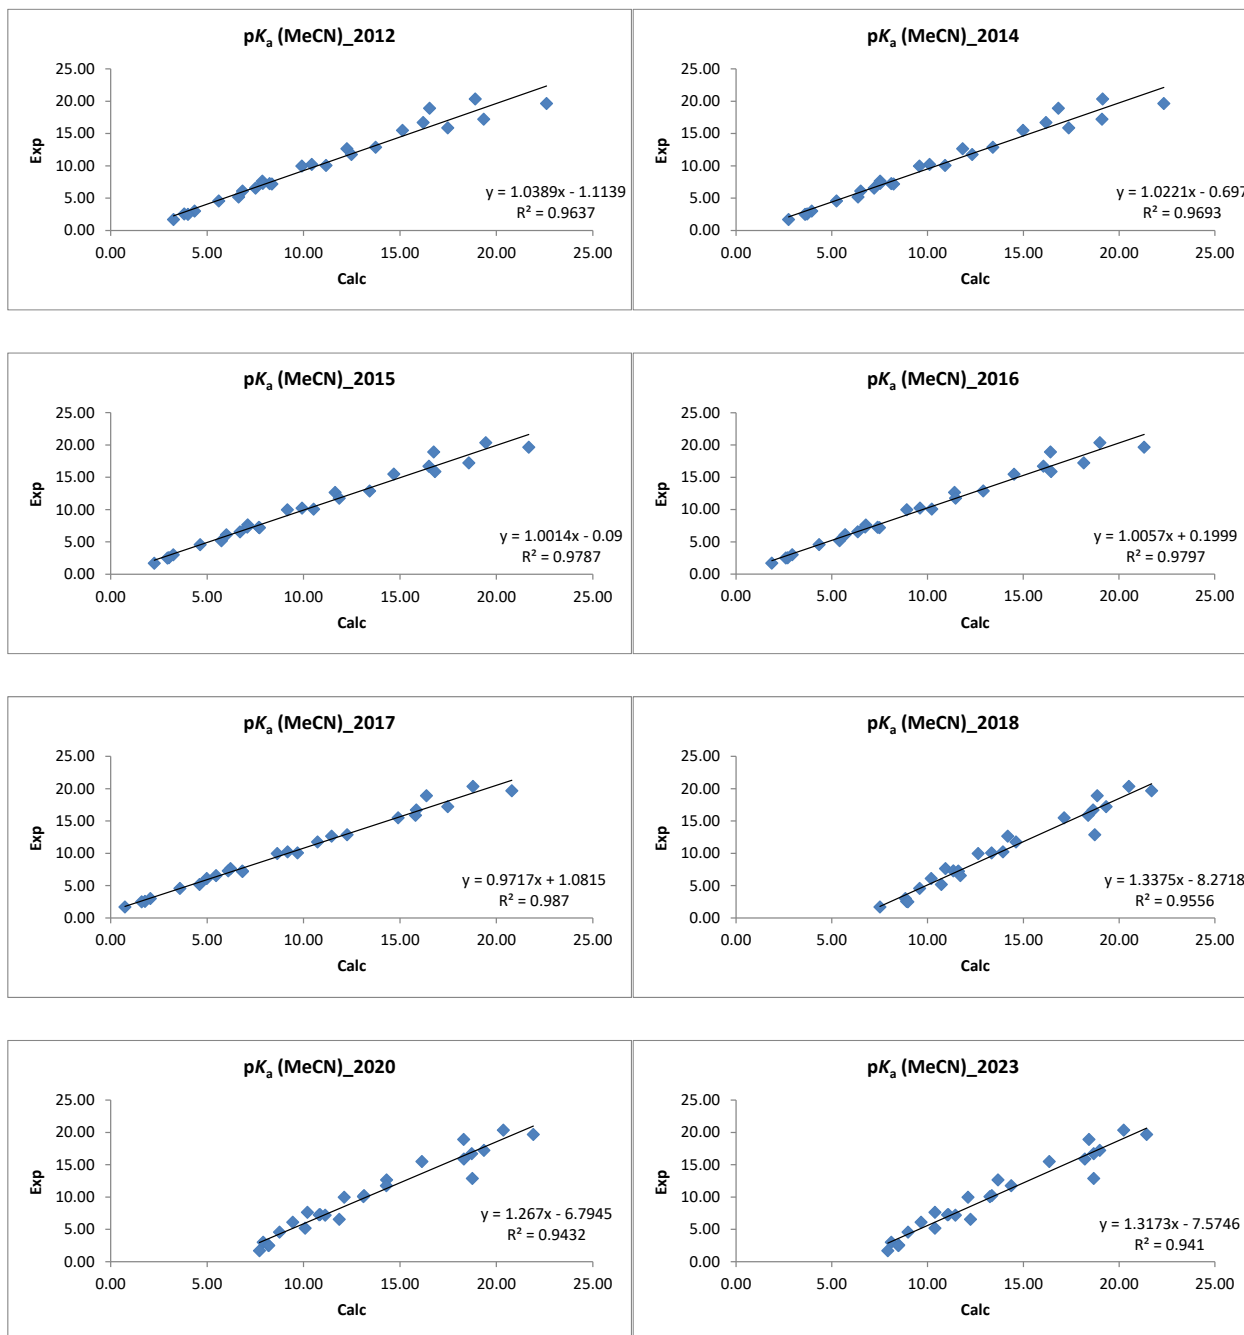 pKa (MeCN)_2012
25.00
20.00
15.00
10.00
5.00
0.00
Exp
y = 1.0389x - 1.1139
R² = 0.9637
0.00 5.00 10.00 15.00 20.00 25.00
Calc
pKa (MeCN)_2014
25.00
20.00
15.00
10.00
5.00
0.00
Exp
y = 1.0221x - 0.697
R² = 0.9693
0.00 5.00 10.00 15.00 20.00 25.00
Calc
pKa (MeCN)_2015
25.00
20.00
15.00
10.00
5.00
0.00
Exp
y = 1.0014x - 0.09
R² = 0.9787
0.00 5.00 10.00 15.00 20.00 25.00
Calc
pKa (MeCN)_2016
25.00
20.00
15.00
10.00
5.00
0.00
Exp
y = 1.0057x + 0.1999
R² = 0.9797
0.00 5.00 10.00 15.00 20.00 25.00
Calc
pKa (MeCN)_2017
25.00
20.00
15.00
10.00
5.00
0.00
Exp
y = 0.9717x + 1.0815
R² = 0.987
0.00 5.00 10.00 15.00 20.00 25.00
Calc
pKa (MeCN)_2018
25.00
20.00
15.00
10.00
5.00
0.00
Exp
y = 1.3375x - 8.2718
R² = 0.9556
0.00 5.00 10.00 15.00 20.00 25.00
Calc
pKa (MeCN)_2020
25.00
20.00
15.00
10.00
5.00
0.00
Exp
y = 1.267x - 6.7945
R² = 0.9432
0.00 5.00 10.00 15.00 20.00 25.00
Calc
pKa (MeCN)_2023
25.00
20.00
15.00
10.00
5.00
0.00
Exp
y = 1.3173x - 7.5746
R² = 0.941
0.00 5.00 10.00 15.00 20.00 25.00
Calc